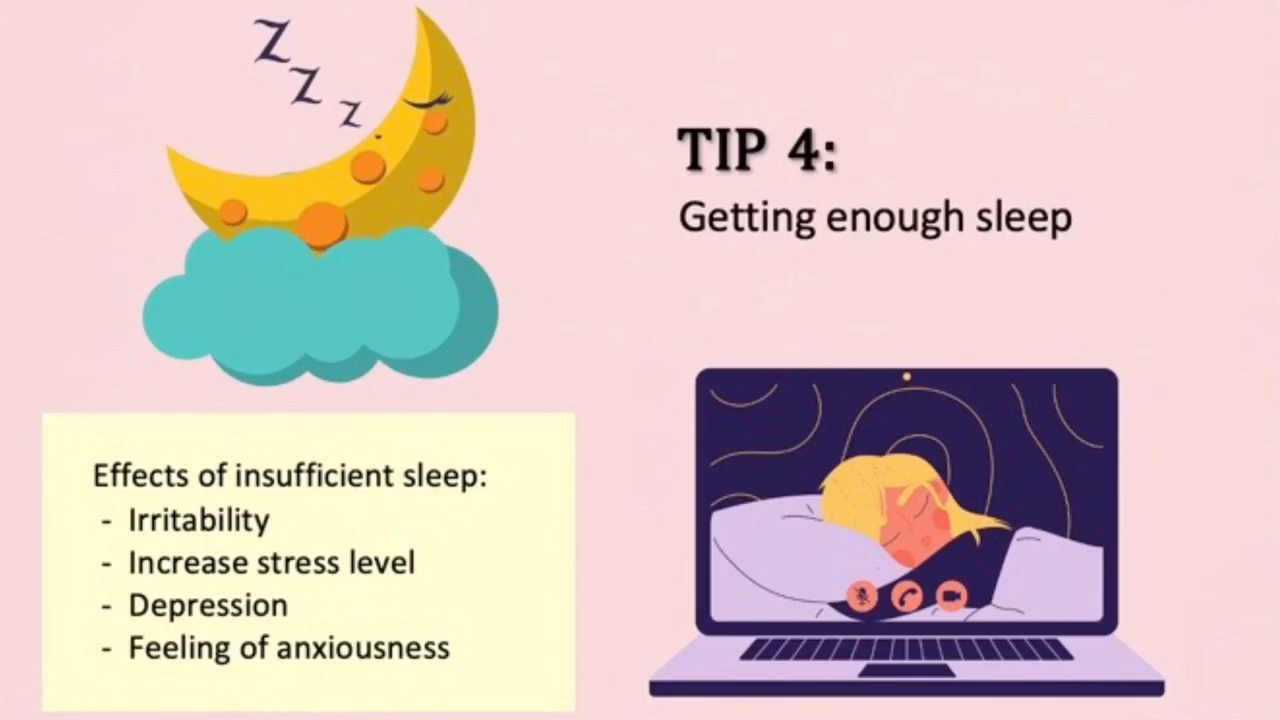 Z
Z
Z
TIP 4:
Getting enough sleep
Effects of insufficient sleep:
- Irritability
- Increase stress level
- Depression
- Feeling of anxiousness